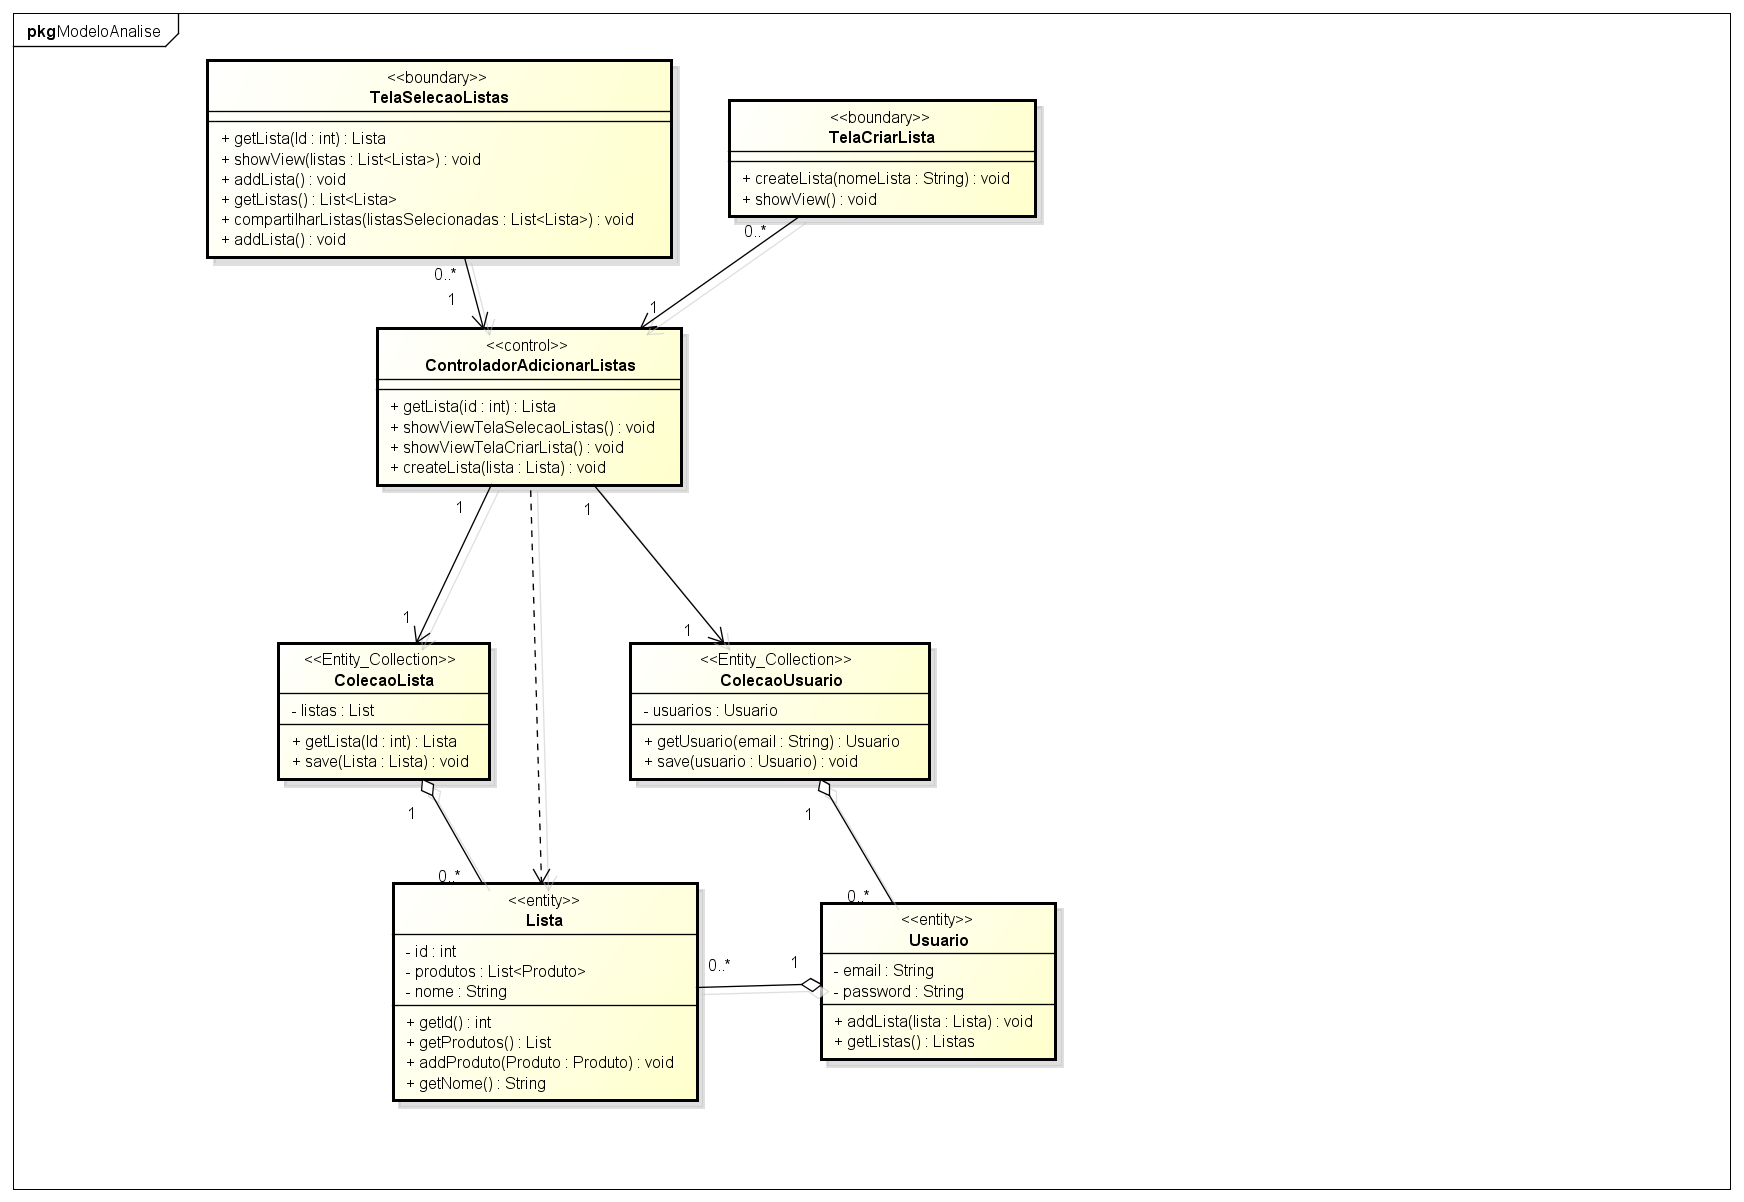 pkg ModeloAnalise
<<boundary>>
TelaSelecaoListas
+ getLista(Id : int) : Lista
+ showView(listas : List<Lista>) : void
+ addLista() : void
+ getListas() : List<Lista>
+ compartilharListas(listasSelecionadas : List<Lista>) : void
+ addLista() : void
<<boundary>>
TelaCriarLista
+ createLista(nomeLista : String) : void
+ showView() : void
0..*
0..*
1
1
<<control>>
ControladorAdicionarListas
+ getLista(id : int) : Lista
+ showViewTelaSelecaoListas() : void
+ showViewTelaCriarLista() : void
+ createLista(lista : Lista) : void
1
1
1
1
<<Entity_Collection>>
ColecaoLista
- listas : List
+ getLista(Id : int) : Lista
+ save(Lista : Lista) : void
<<Entity_Collection>>
ColecaoUsuario
- usuarios : Usuario
+ getUsuario(email : String) : Usuario
+ save(usuario : Usuario) : void
1
1
0..*
0..*
<<entity>>
Lista
- id : int
- produtos : List<Produto>
- nome : String
+ getId() : int
+ getProdutos() : List
+ addProduto(Produto : Produto) : void
+ getNome() : String
0..*
1
<<entity>>
Usuario
- email : String
- password : String
+ addLista(lista : Lista) : void
+ getListas() : Listas